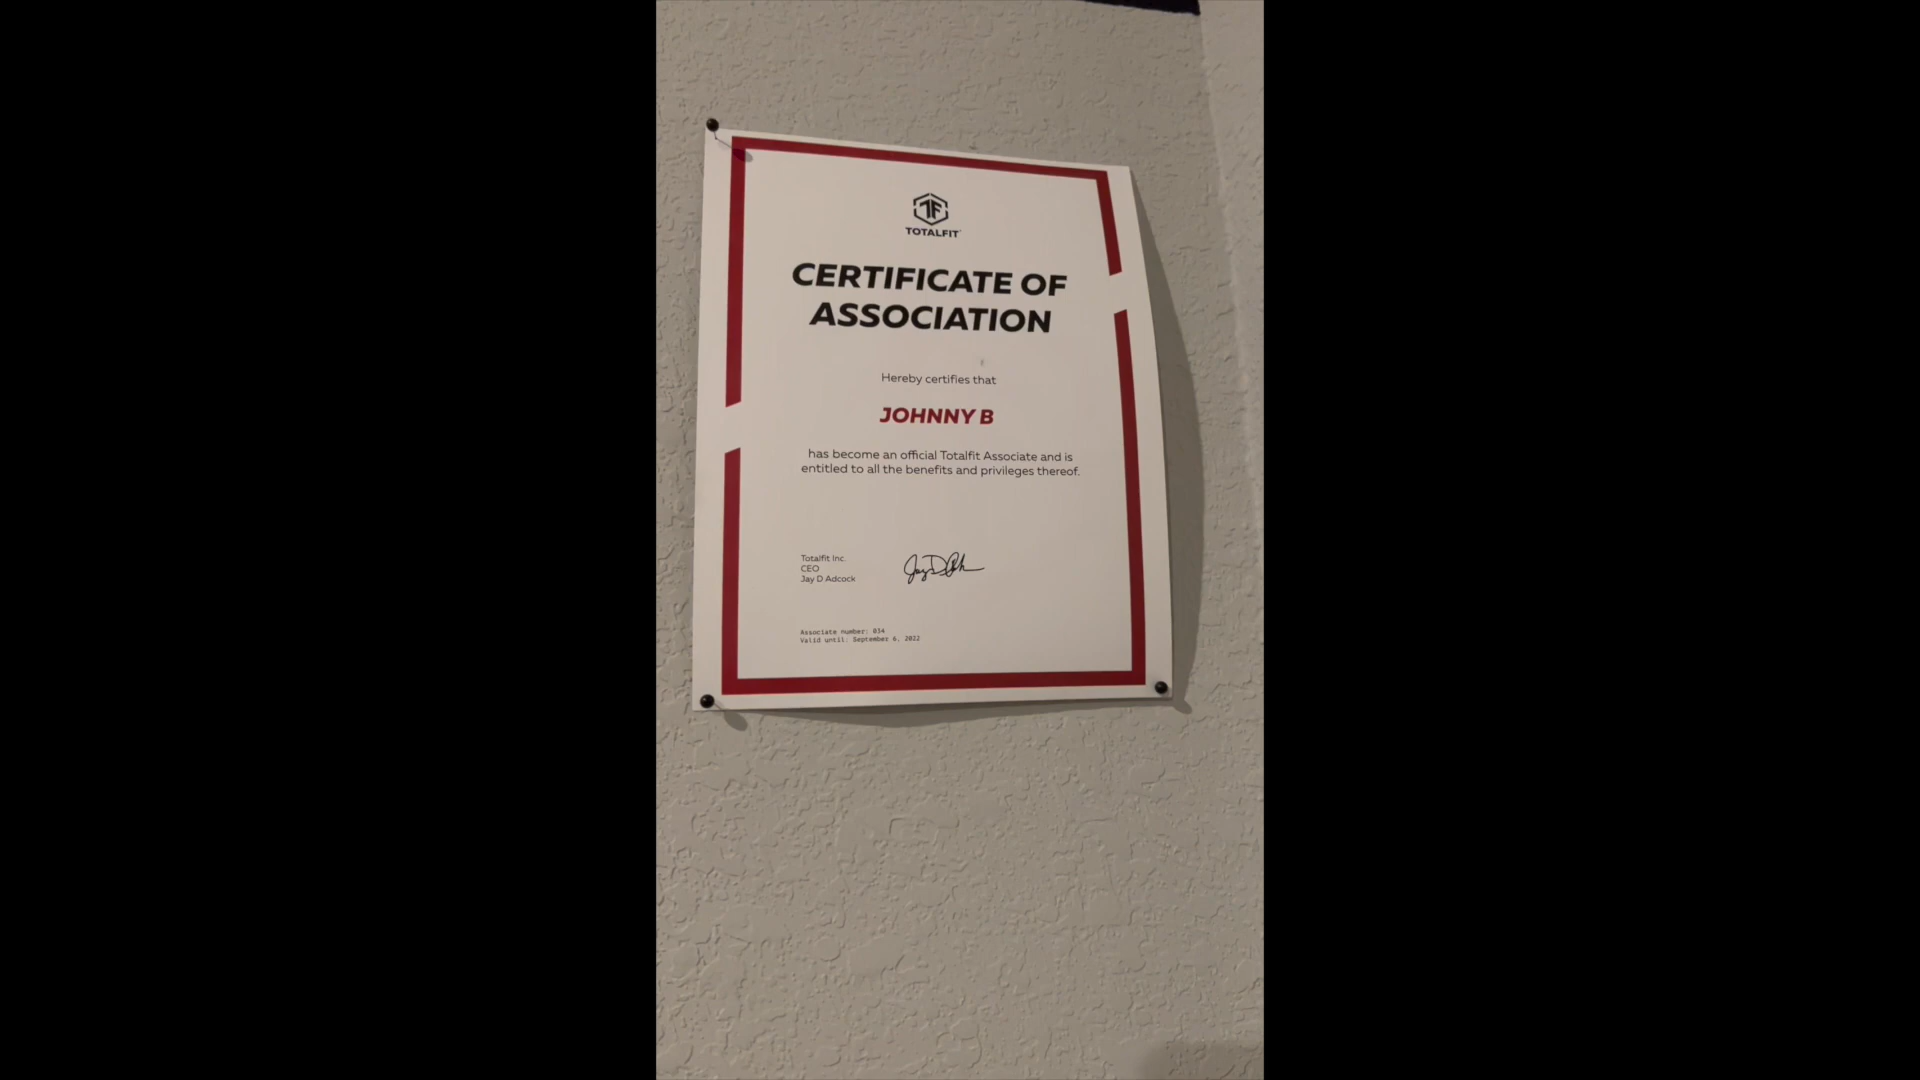 TF
TOTALFIT
CERTIFICATE OF
ASSOCIATION
Hereby certifies that
JOHNNY B
has become an official Totalfit Associate and is
entitled to all the benefits and privileges thereof.
Totalfit Inc.
CEO
Jay D Adcock
Associate number: 034
Valid until: September 6, 2022